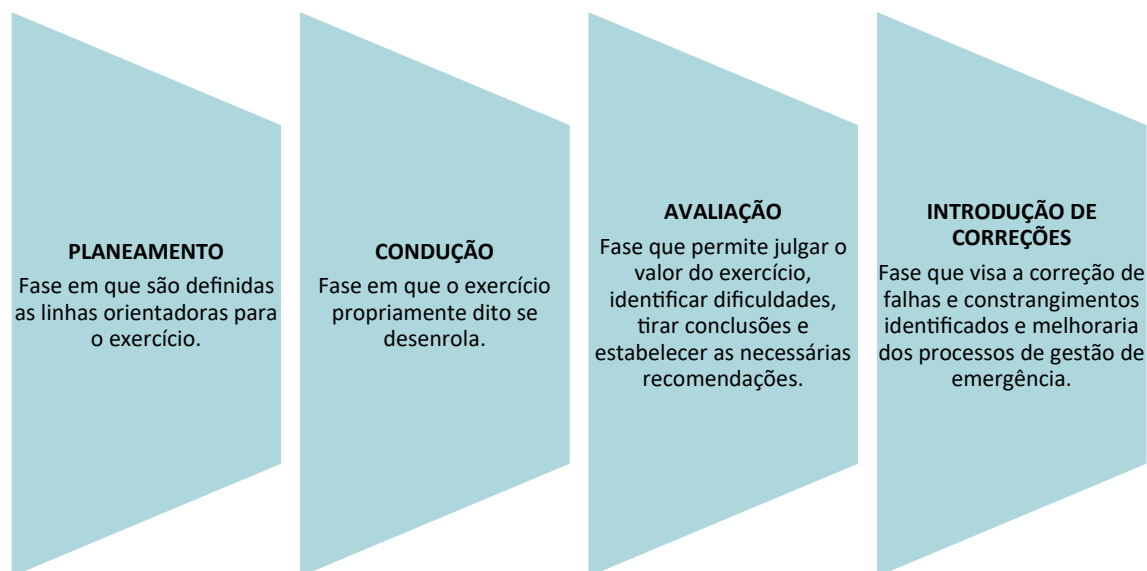 PLANEAMENTO
Fase em que são definidas
as linhas orientadoras para
o exercício.
CONDUÇÃO
Fase em que o exercício
propriamente dito se
desenrola.
AVALIAÇÃO
Fase que permite julgar o
valor do exercício,
identificar dificuldades,
tirar conclusões e
estabelecer as necessárias
recomendações.
INTRODUÇÃO DE
CORREÇÕES
Fase que visa a correção de
falhas e constrangimentos
identificados e melhoraria
dos processos de gestão de
emergência.